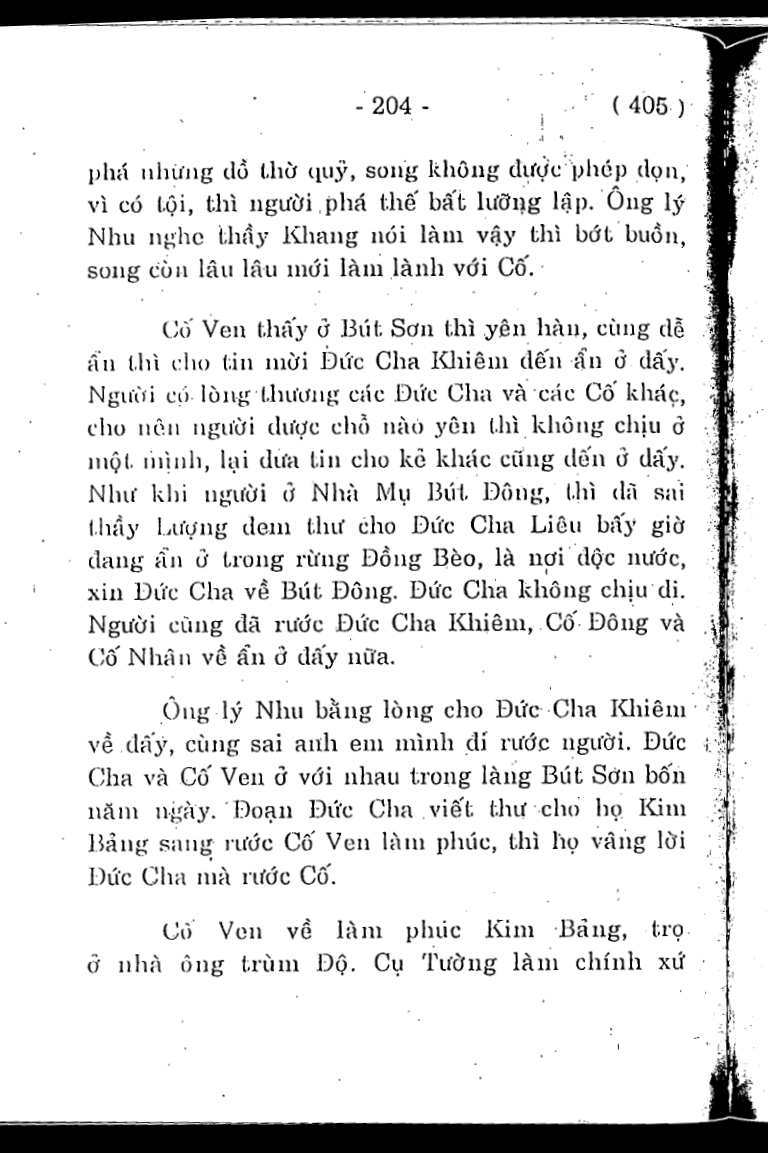 - 204 - ( 405 )
phá những đồ thờ quỷ, song không được phép dọn,
vì có tội, thì người phá thế bất lưỡng lập. Ông lý
Nhu nghe thầy Khang nói làm vậy thì bớt buồn,
song còn lâu lâu mới làm lành với Cố.
Cố Ven thấy ở Bút Sơn thì yên hàn, cùng dễ
ẩn thì cho tin mời Đức Cha Khiêm đến ẩn ở đấy.
Người có lòng thương các Đức Cha và các Cố khác,
cho nên người được chỗ nào yên thì không chịu ở
một mình, lại đưa tin cho kẻ khác cũng đến ở đấy.
Như khi người ở Nhà Mụ Bút Đông, thì đã sai
thầy Lượng đem thư cho Đức Cha Liêu bấy giờ
đang ẩn ở trong rừng Đồng Bèo, là nơi độc nước,
xin Đức Cha về Bút Đông. Đức Cha không chịu đi.
Người cũng đã rước Đức Cha Khiêm, Cố Đông và
Cố Nhân về ẩn ở đấy nữa.
Ông lý Nhu bằng lòng cho Đức Cha Khiêm
về đấy, cùng sai anh em mình đi rước người. Đức
Cha và Cố Ven ở với nhau trong làng Bút Sơn bốn
năm ngày. Đoạn Đức Cha viết thư cho họ Kim
Bảng sang rước Cố Ven làm phúc, thì họ vâng lời
Đức Cha mà rước Cố.
Cố Ven về làm phúc Kim Bảng, trọ
ở nhà ông trùm Độ. Cụ Tường làm chính xứ